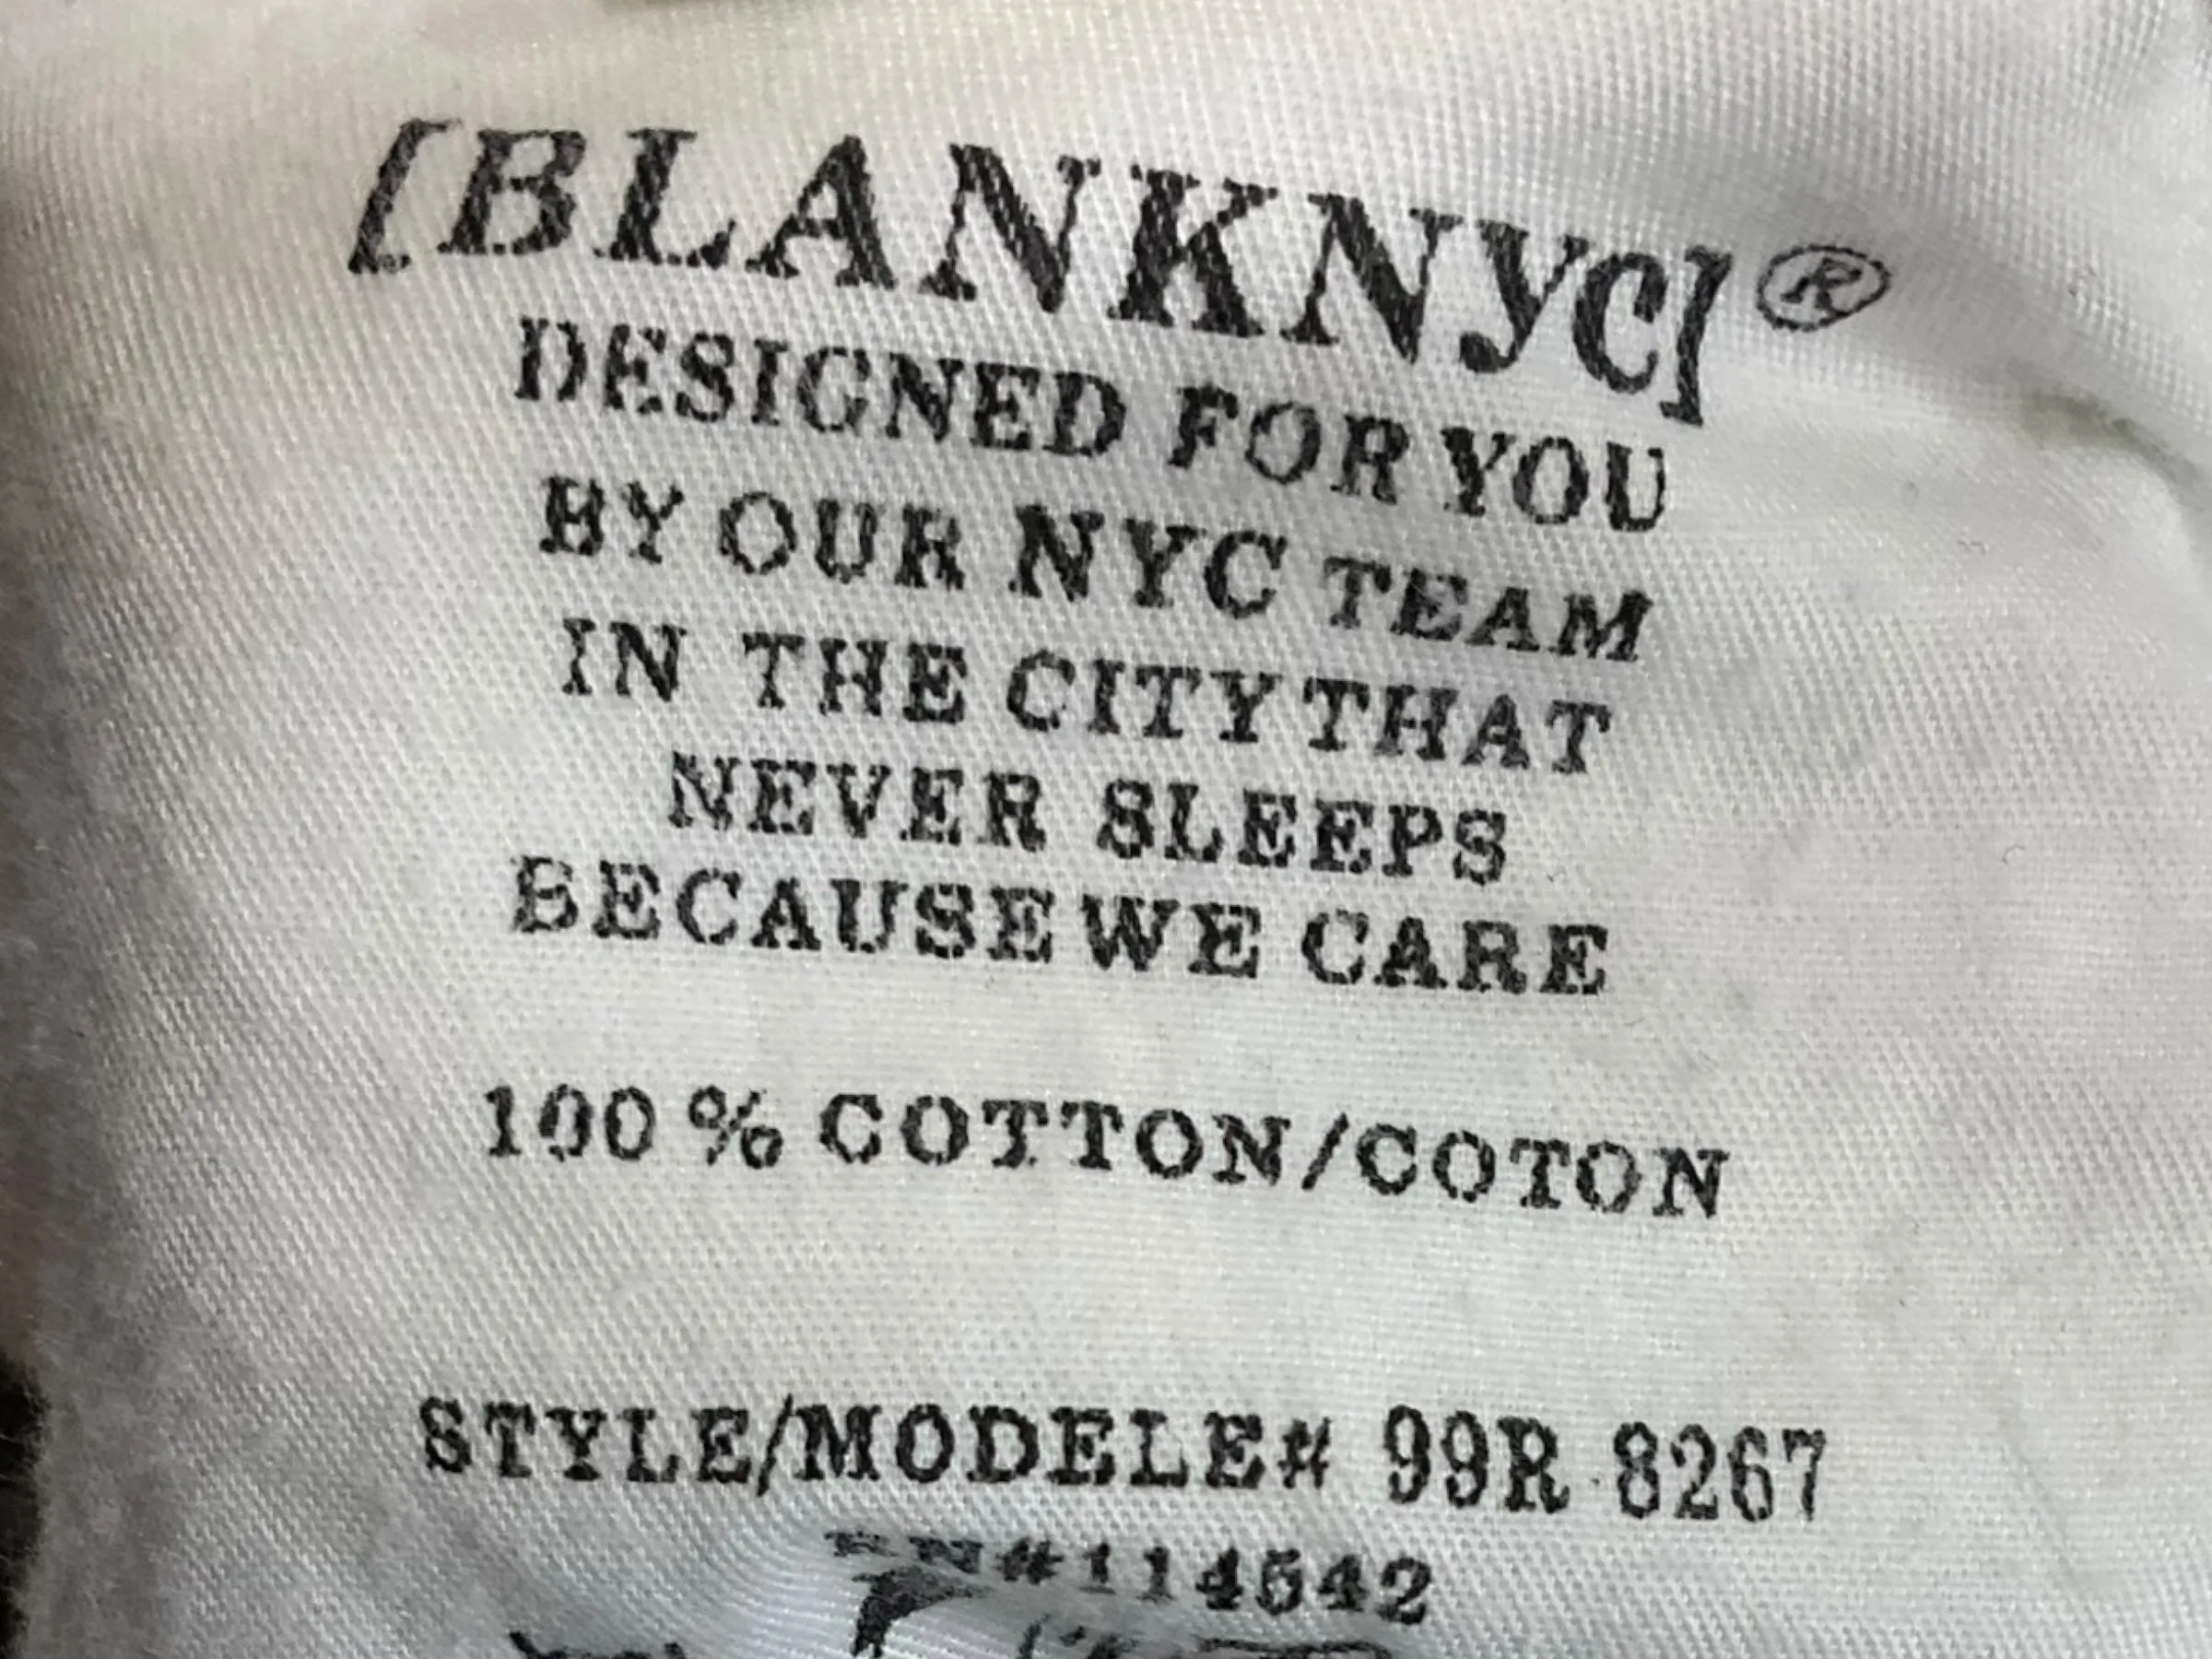 [BLANKNYC]®
DESIGNED FOR YOU
BY OUR NYC TEAM
IN THE CITY THAT
NEVER SLEEPS
BECAUSE WE CARE
100 % COTTON/COTON
STYLE/MODELE# 99R 8267
RN#114542